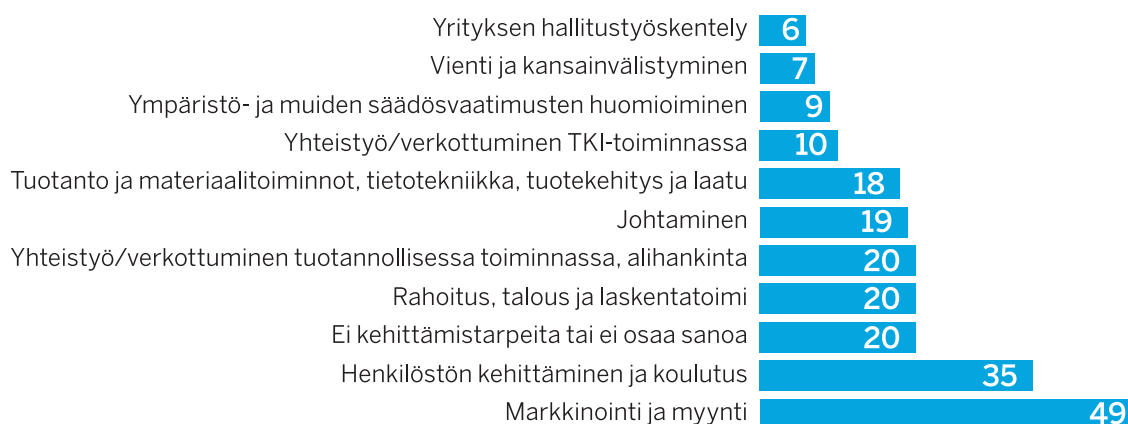 Yrityksen hallitustyöskentely 6
Vienti ja kansainvälistyminen 7
Ympäristö- ja muiden säädösvaatimusten huomioiminen 9
Yhteistyö/verkottuminen TKI-toiminnassa 10
Tuotanto ja materiaalitoiminnot, tietotekniikka, tuotekehitys ja laatu 18
Johtaminen 19
Yhteistyö/verkottuminen tuotannollisessa toiminnassa, alihankinta 20
Rahoitus, talous ja laskentatoimi 20
Ei kehittämistarpeita tai ei osaa sanoa 20
Henkilöstön kehittäminen ja koulutus 35
Markkinointi ja myynti 49